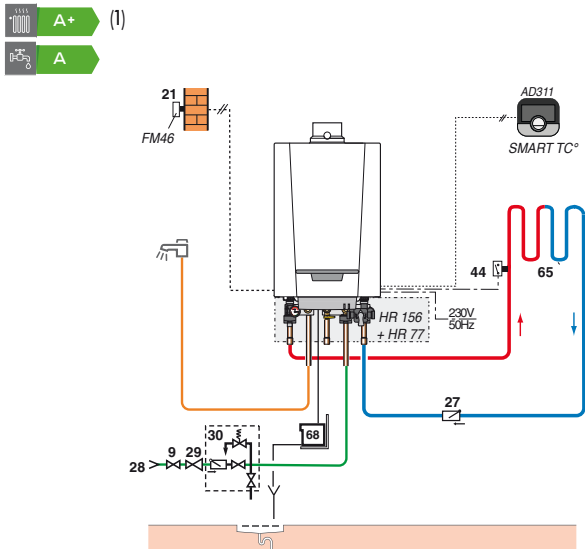 A+ (1)
A
21
FM46
AD311
SMART TC°
44
65
HR 156
+ HR 77
230V
50Hz
27
30
68
28
9
29